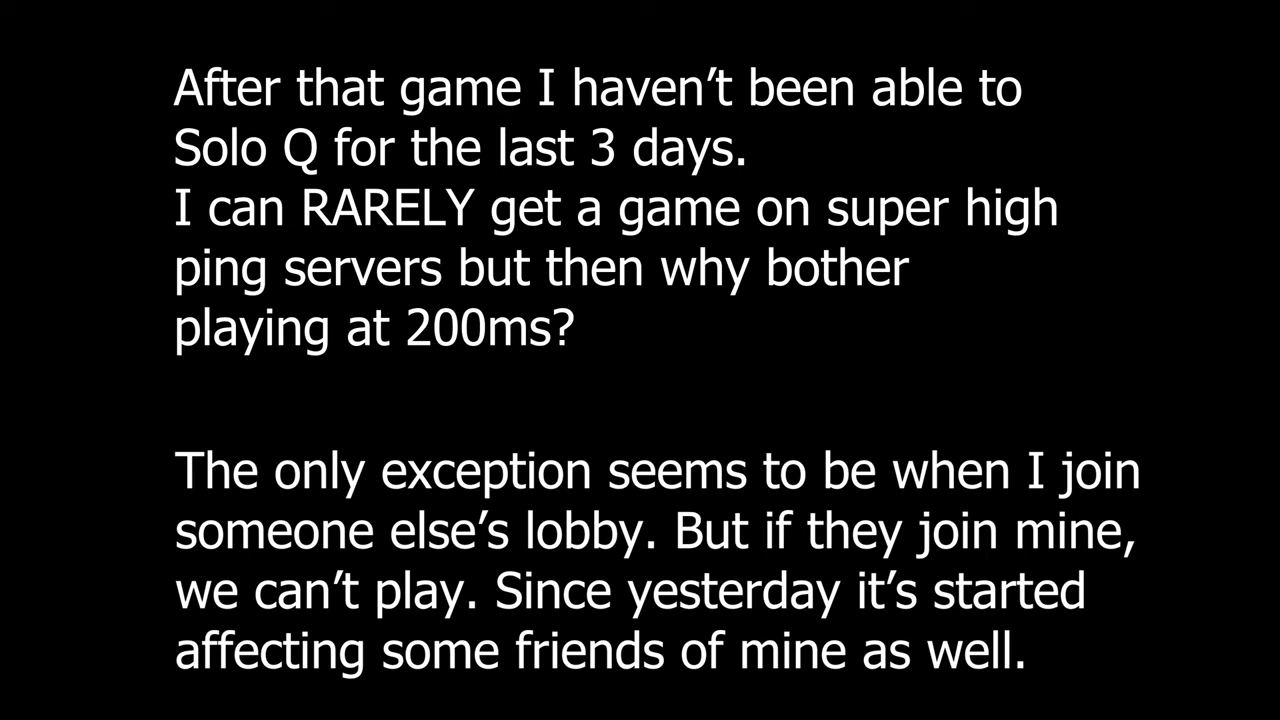 After that game I haven’t been able to
Solo Q for the last 3 days.
I can RARELY get a game on super high
ping servers but then why bother
playing at 200ms?
The only exception seems to be when I join
someone else’s lobby. But if they join mine,
we can’t play. Since yesterday it’s started
affecting some friends of mine as well.